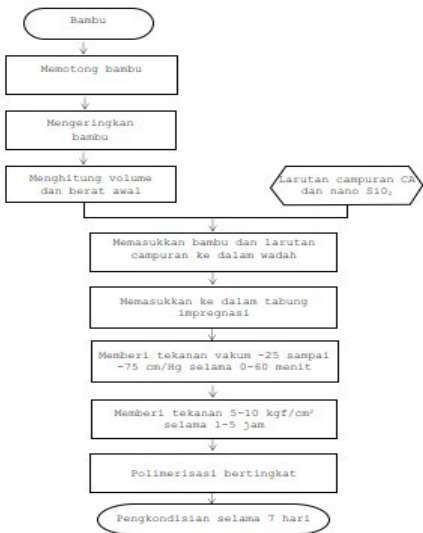 Bambu
Memotong bambu
Mengeringkan
bambu
Menghitung volume
dan berat awal
Larutan campuran CA
dan nano SiO₂
Memasukkan bambu dan larutan
campuran ke dalam wadah
Memasukkan ke dalam tabung
impregnasi
Memberi tekanan vakum -25 sampai
-75 cm/Hg selama 0-60 menit
Memberi tekanan 5-10 kgf/cm²
selama 1-5 jam
Polimerisasi bertingkat
Pengkondisian selama 7 hari